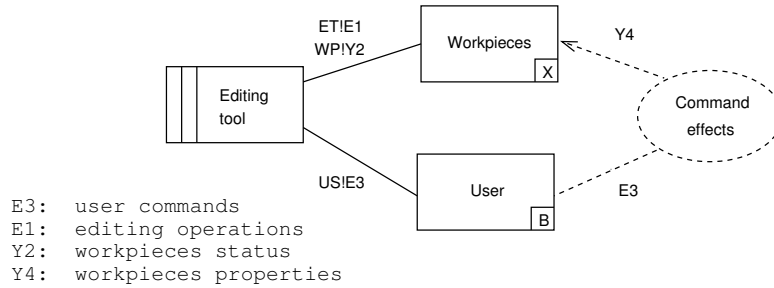 ET!E1
WP!Y2
Workpieces
X
Y4
Editing
tool
Command
effects
US!E3
User
B
E3
E3: user commands
E1: editing operations
Y2: workpieces status
Y4: workpieces properties